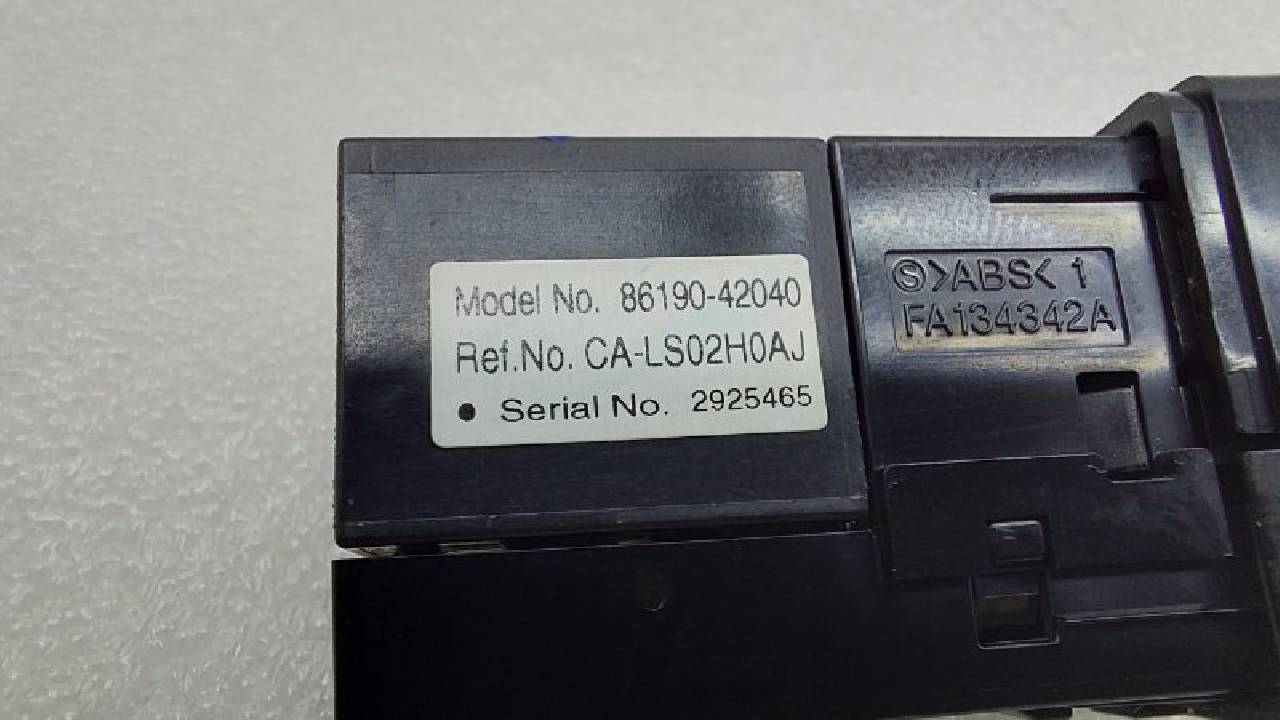 Model No. 86190-42040
Ref.No. CA-LS02H0AJ
● Serial No. 2925465
Ⓢ>ABS< 1
FA134342A